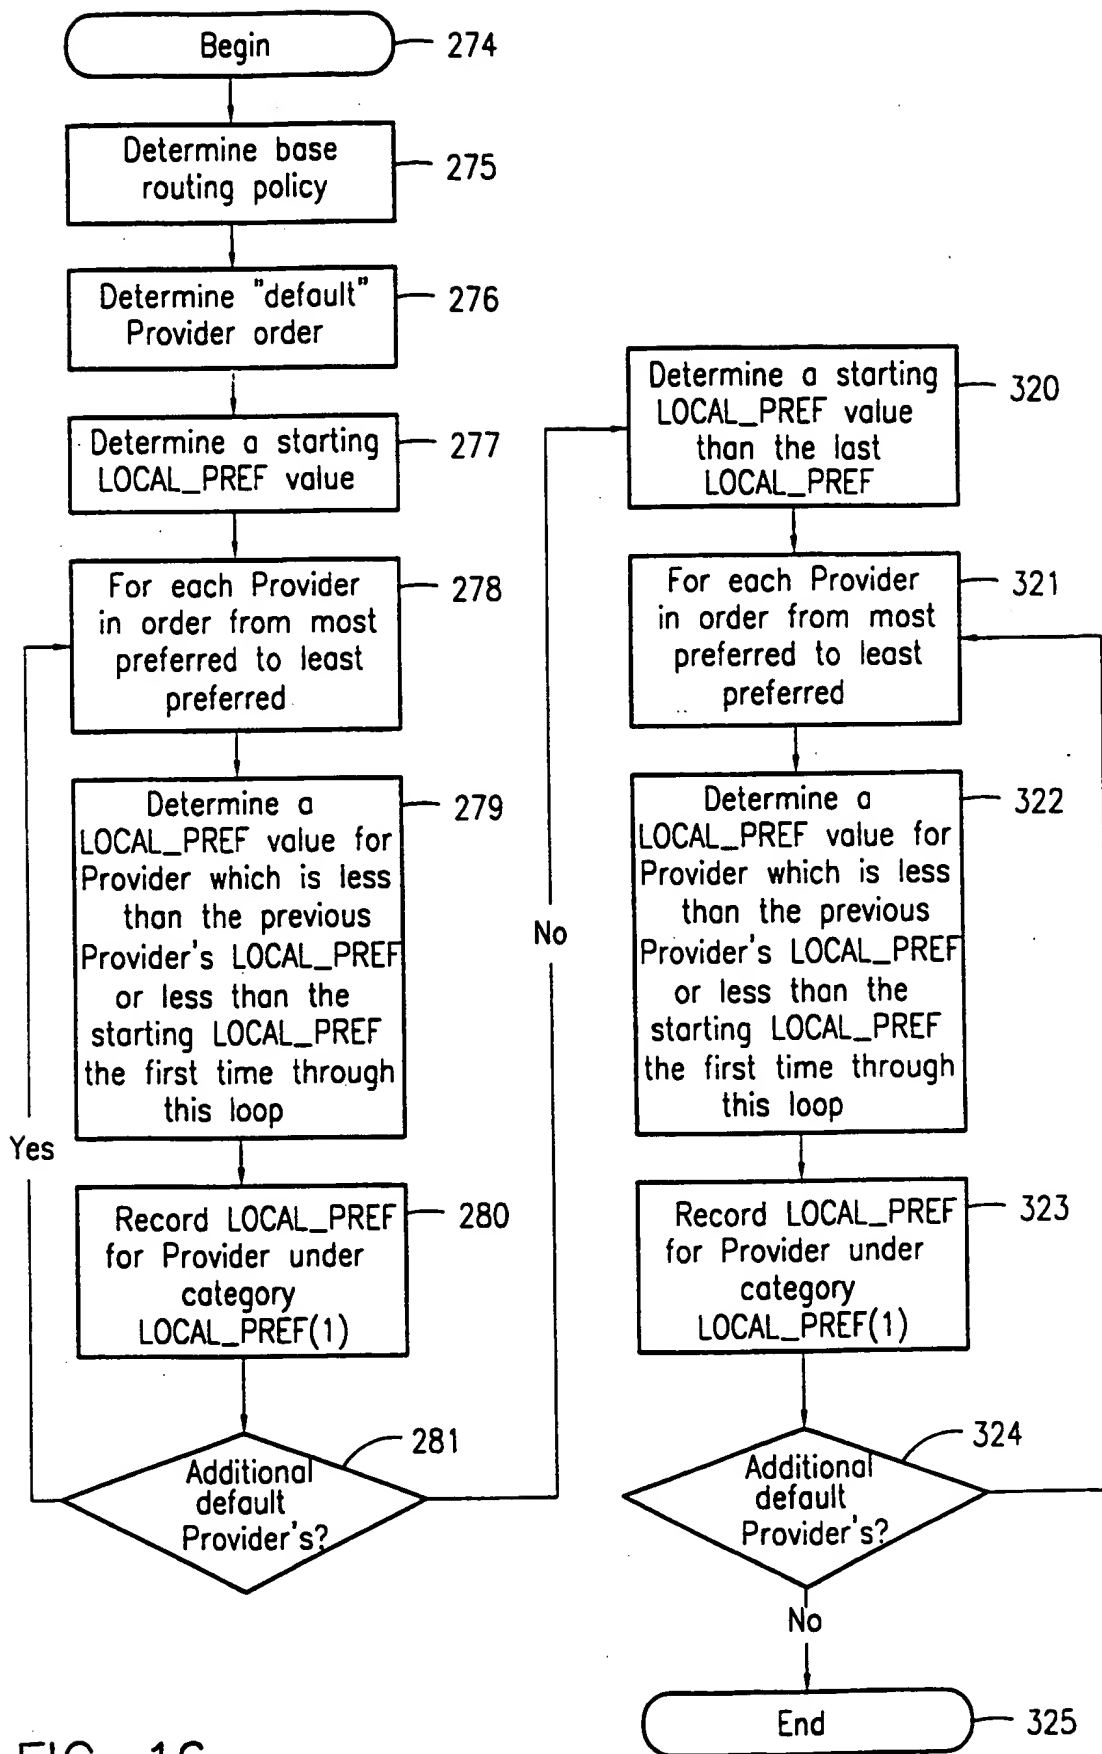 Begin
274
Determine base
routing policy
275
Determine "default"
Provider order
276
Determine a starting
LOCAL_PREF value
277
For each Provider
in order from most
preferred to least
preferred
278
Determine a
LOCAL_PREF value for
Provider which is less
than the previous
Provider's LOCAL_PREF
or less than the
starting LOCAL_PREF
the first time through
this loop
279
Yes
Record LOCAL_PREF
for Provider under
category
LOCAL_PREF(1)
280
Additional
default
Provider's?
281
No
Determine a starting
LOCAL_PREF value
than the last
LOCAL_PREF
320
For each Provider
in order from most
preferred to least
preferred
321
Determine a
LOCAL_PREF value for
Provider which is less
than the previous
Provider's LOCAL_PREF
or less than the
starting LOCAL_PREF
the first time through
this loop
322
Record LOCAL_PREF
for Provider under
category
LOCAL_PREF(1)
323
Additional
default
Provider's?
324
No
End
325